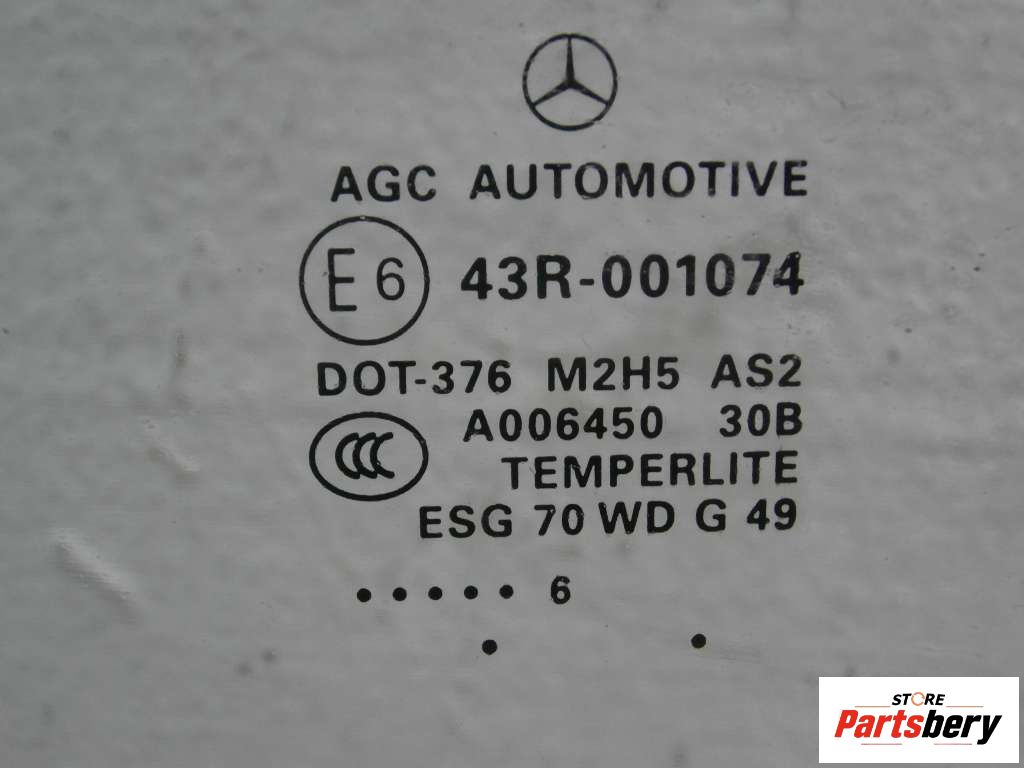 AGC AUTOMOTIVE
E6 43R-001074
DOT-376 M2H5 AS2
A006450 30B
CCC
TEMPERLITE
ESG 70 WD G 49
..... 6
. .
STORE
Partsbery